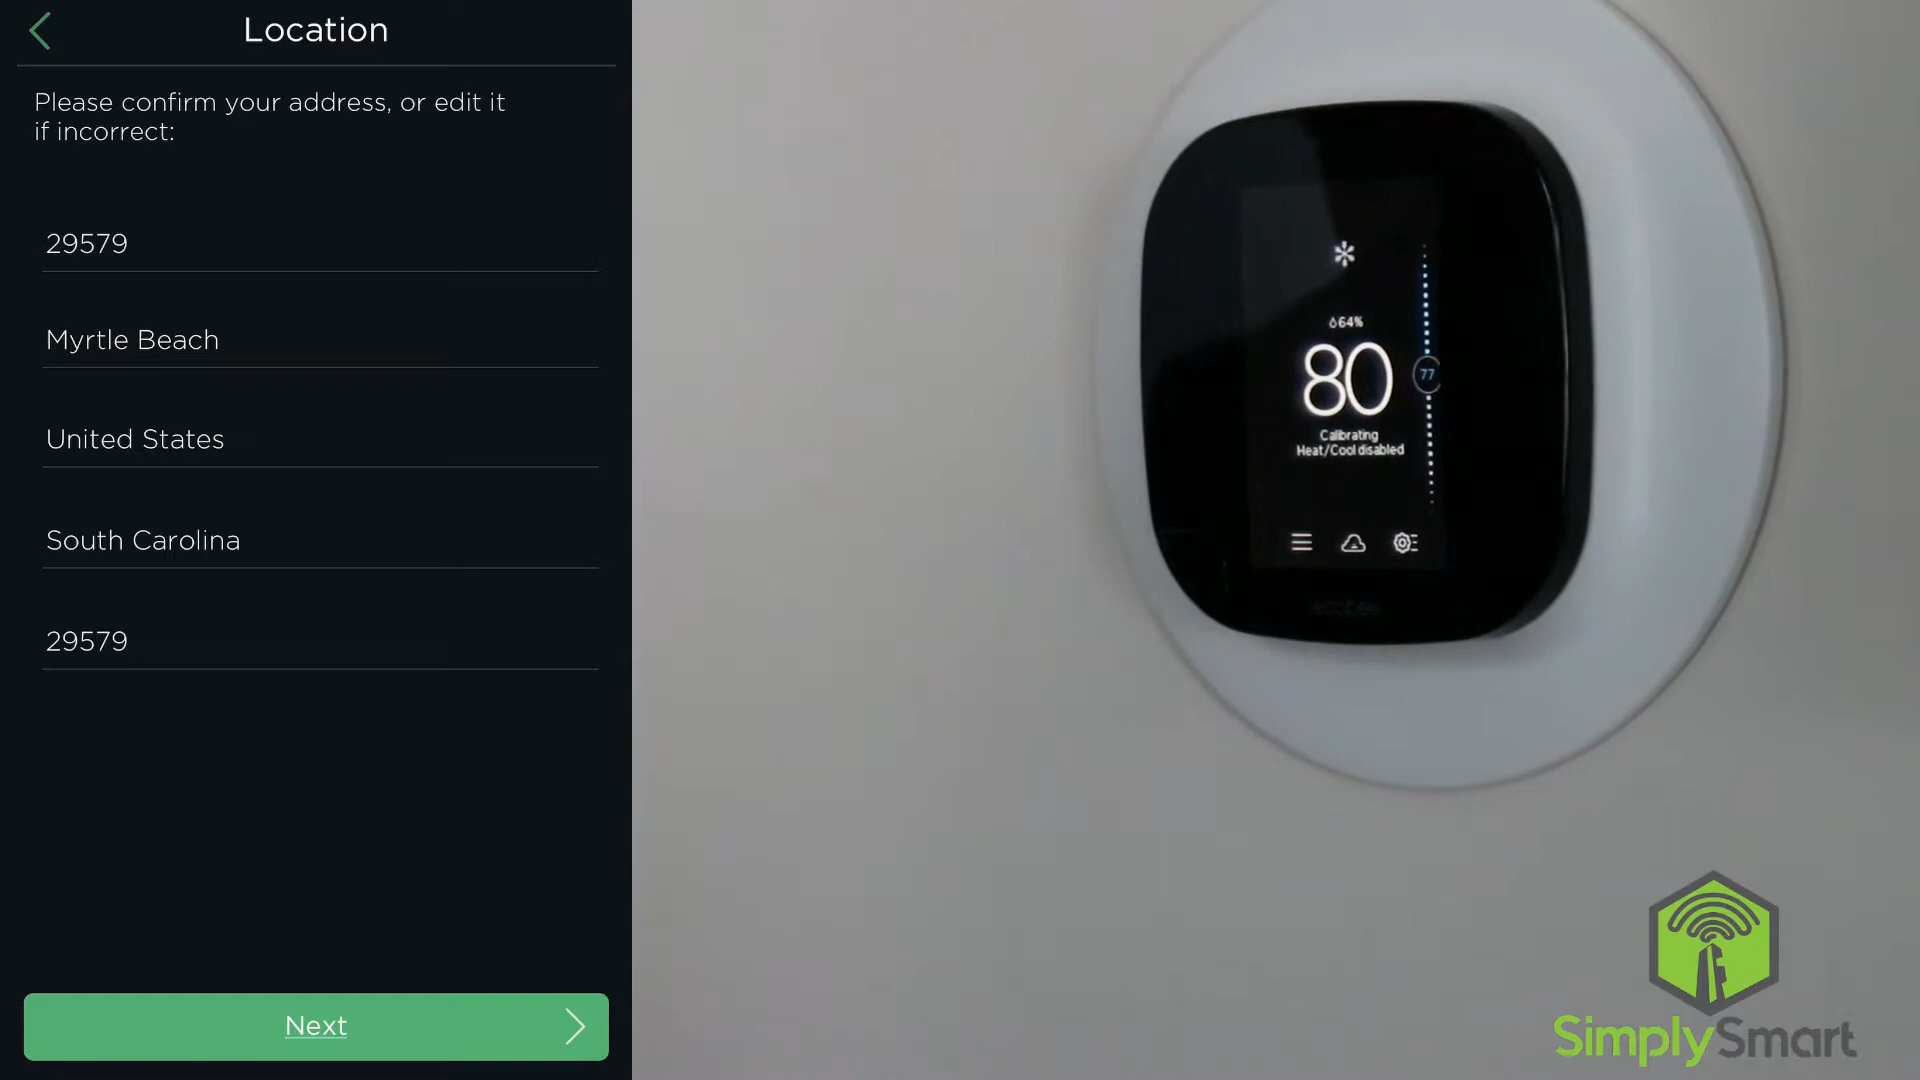 Location
Please confirm your address, or edit it
if incorrect:
29579
Myrtle Beach
United States
South Carolina
29579
Next
64%
80
77
Calibrating
Heat/Cool disabled
ecobee
SimplySmart